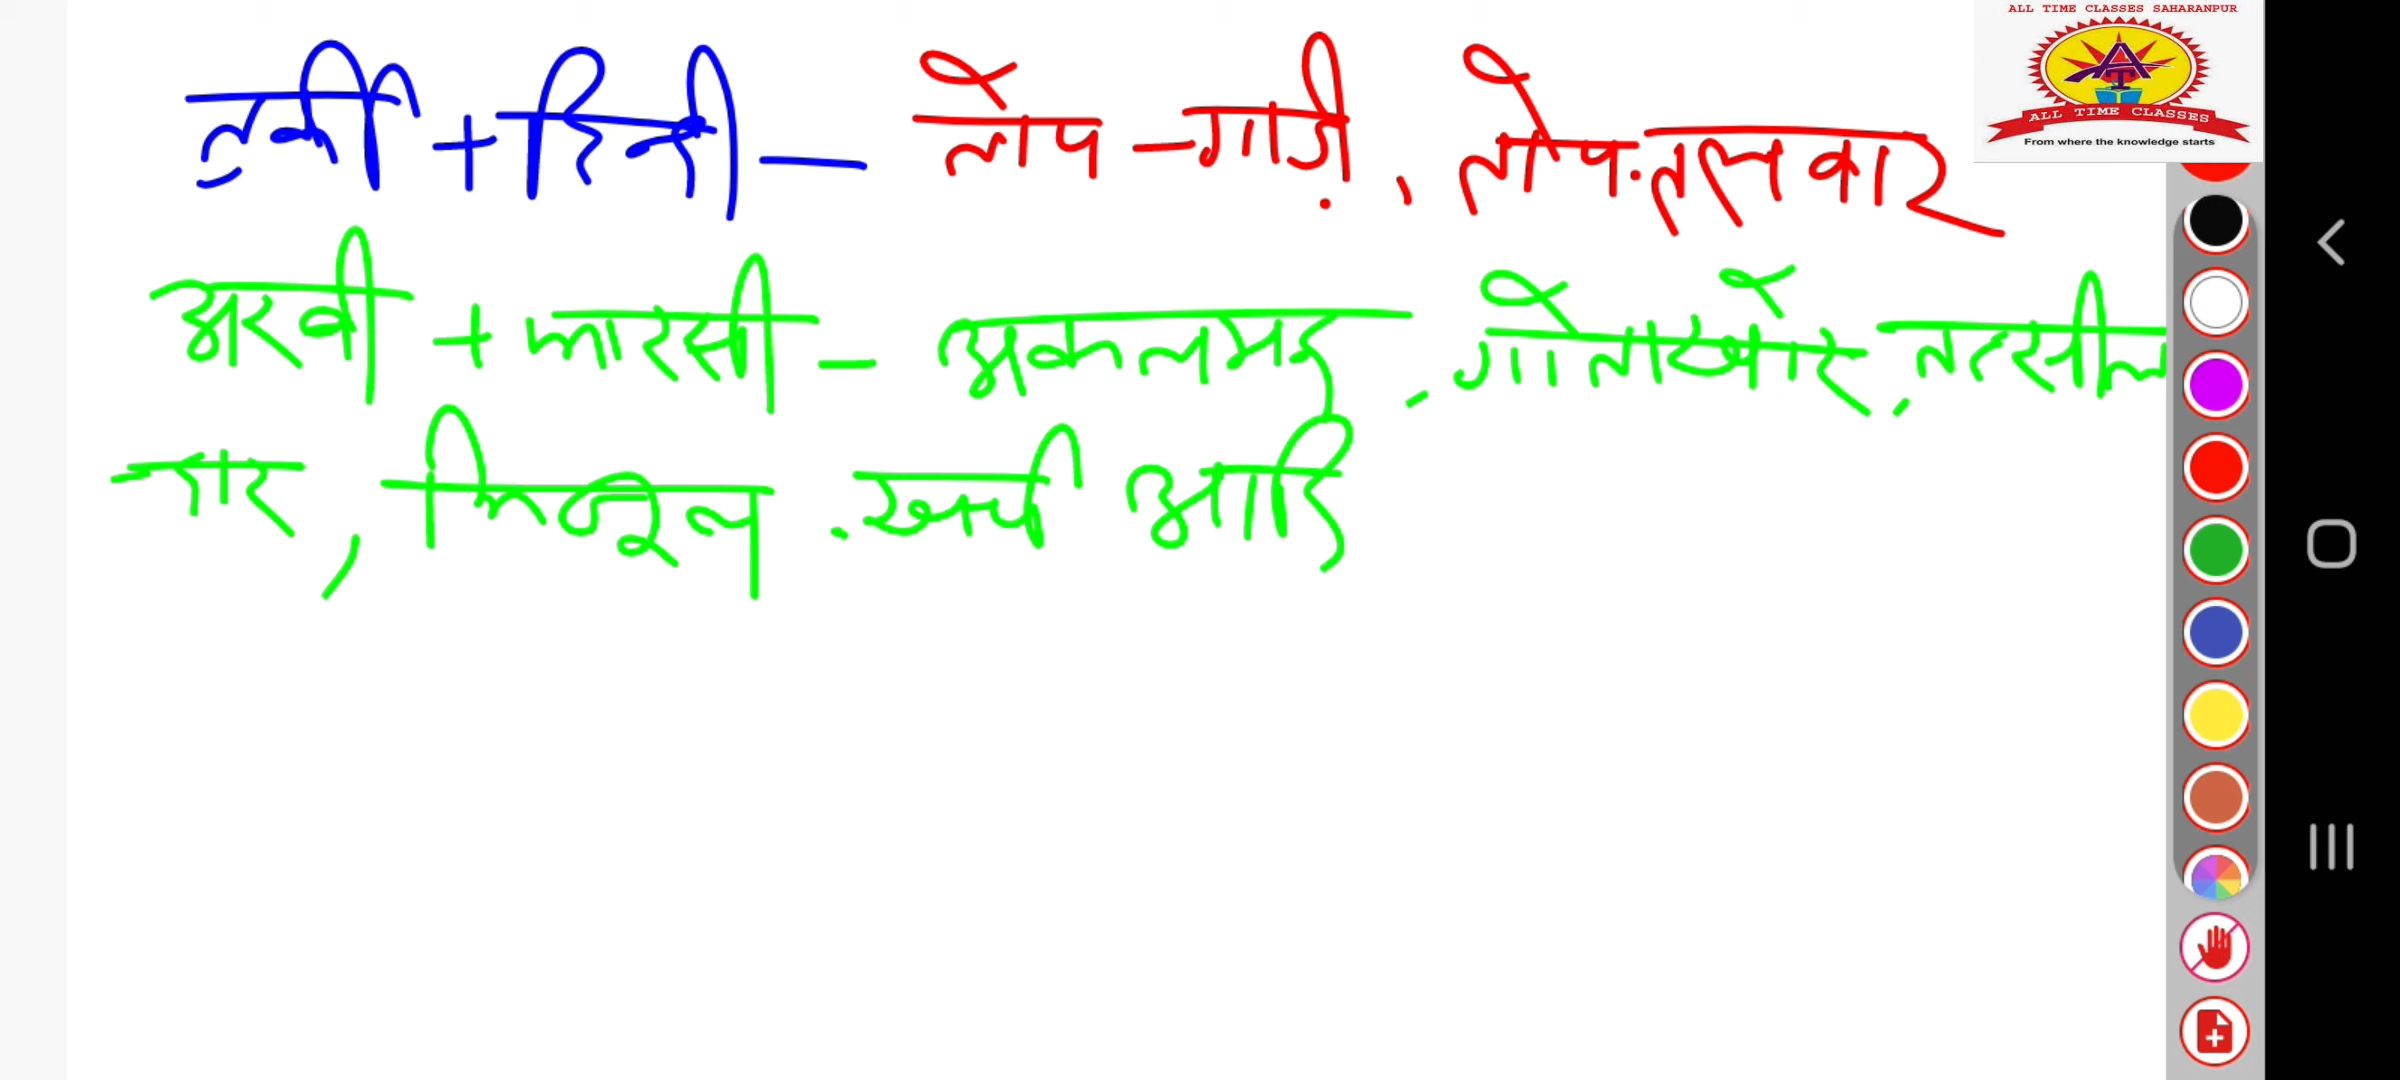 ALL TIME CLASSES SAHARANPUR
ALL TIME CLASSES
From where the knowledge starts
तुर्की + हिन्दी — तोप - गाड़ी, तोप-तलवार
अरबी + फारसी — अक्लमंद, गोताखोर, तहसील
दार, फिजूल-खर्च आदि